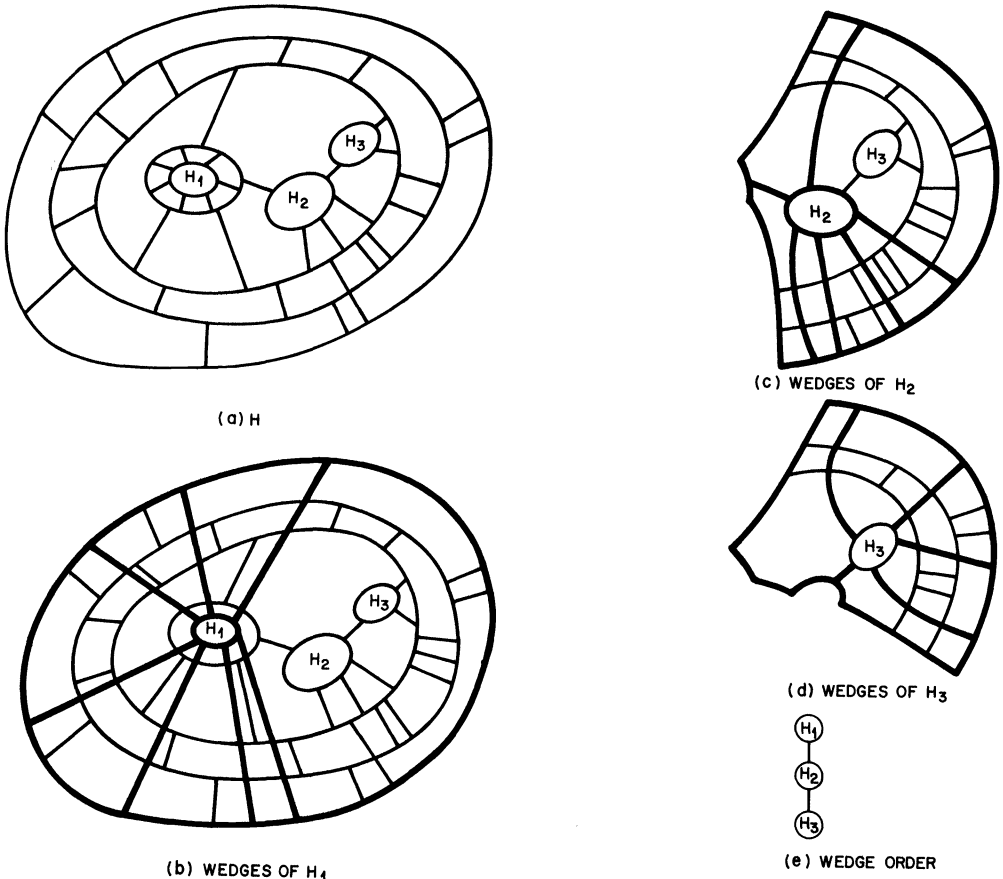 H3
H1
H2
(a) H
H3
H1
H2
(b) WEDGES OF H1
H3
H2
(c) WEDGES OF H2
H3
(d) WEDGES OF H3
H1
H2
H3
(e) WEDGE ORDER